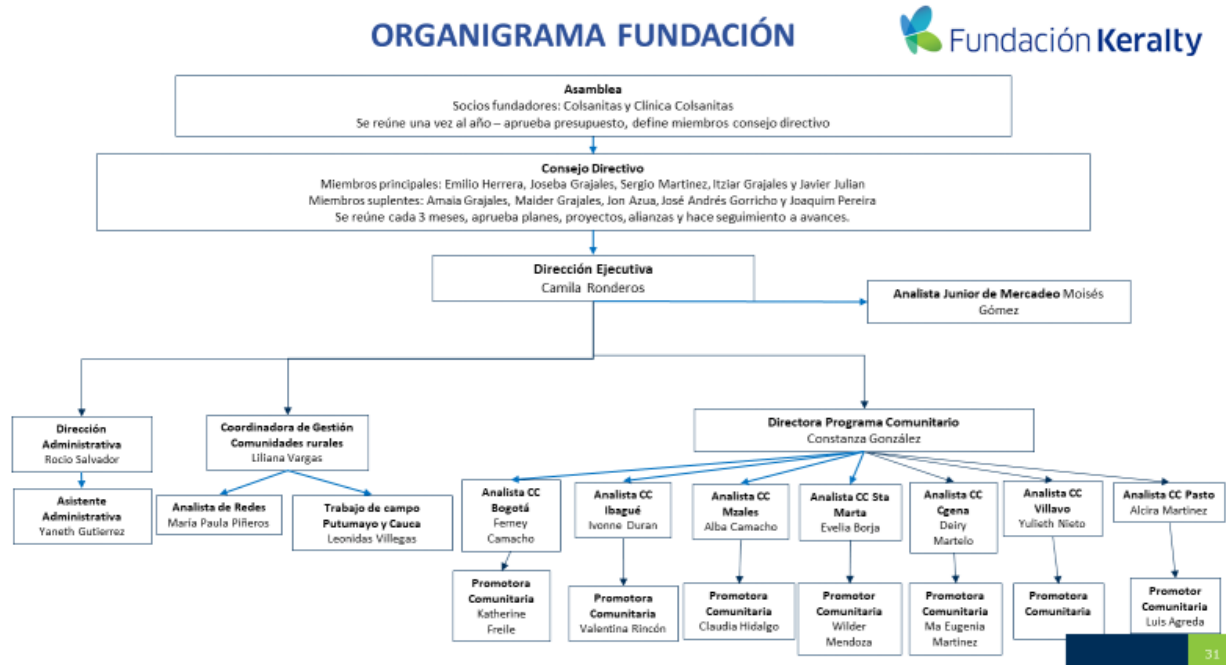 ORGANIGRAMA FUNDACIÓN
Fundación Keralty
Asamblea
Socios fundadores: Colsanitas y Clínica Colsanitas
Se reúne una vez al año – aprueba presupuesto, define miembros consejo directivo
Consejo Directivo
Miembros principales: Emilio Herrera, Joseba Grajales, Sergio Martinez, Itziar Grajales y Javier Julian
Miembros suplentes: Amaia Grajales, Maider Grajales, Jon Azua, José Andrés Gorricho y Joaquim Pereira
Se reúne cada 3 meses, aprueba planes, proyectos, alianzas y hace seguimiento a avances.
Dirección Ejecutiva
Camila Ronderos
Analista Junior de Mercadeo Moisés
Gómez
Dirección
Administrativa
Rocio Salvador
Coordinadora de Gestión
Comunidades rurales
Liliana Vargas
Directora Programa Comunitario
Constanza González
Asistente
Administrativa
Yaneth Gutierrez
Analista de Redes
María Paula Piñeros
Trabajo de campo
Putumayo y Cauca
Leonidas Villegas
Analista CC
Bogotá
Ferney
Camacho
Analista CC
Ibagué
Ivonne Duran
Analista CC
Mzales
Alba Camacho
Analista CC Sta
Marta
Evelia Borja
Analista CC
Cgena
Deiry
Martelo
Analista CC
Villavo
Yulieth Nieto
Analista CC Pasto
Alcira Martinez
Promotora
Comunitaria
Katherine
Freile
Promotora
Comunitaria
Valentina Rincón
Promotora
Comunitaria
Claudia Hidalgo
Promotor
Comunitaria
Wilder
Mendoza
Promotora
Comunitaria
Ma Eugenia
Martinez
Promotora
Comunitaria
Promotor
Comunitaria
Luis Agreda
31